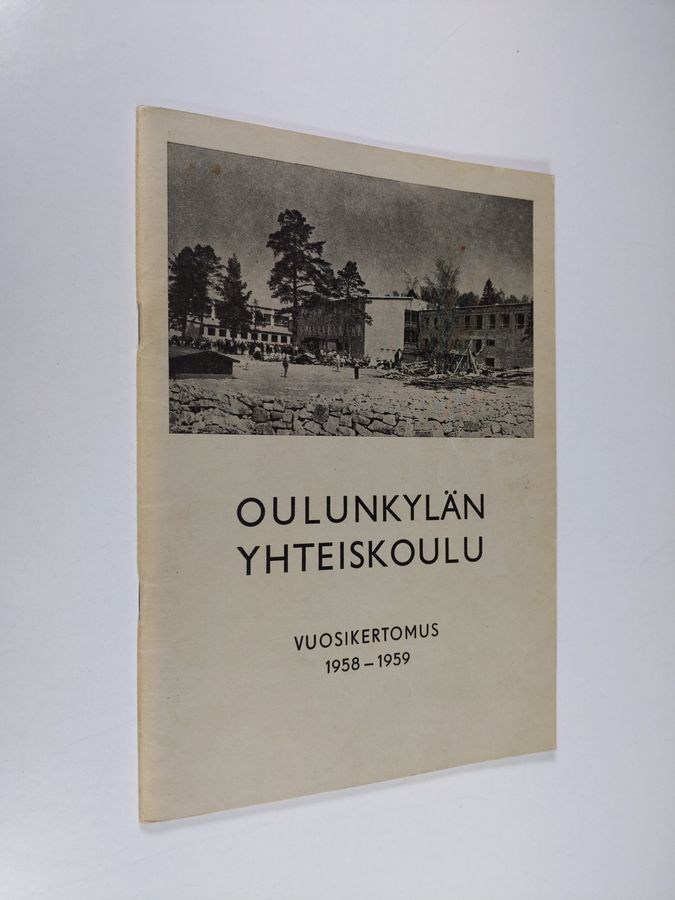 OULUNKYLÄN
YHTEISKOULU
VUOSIKERTOMUS
1958 – 1959